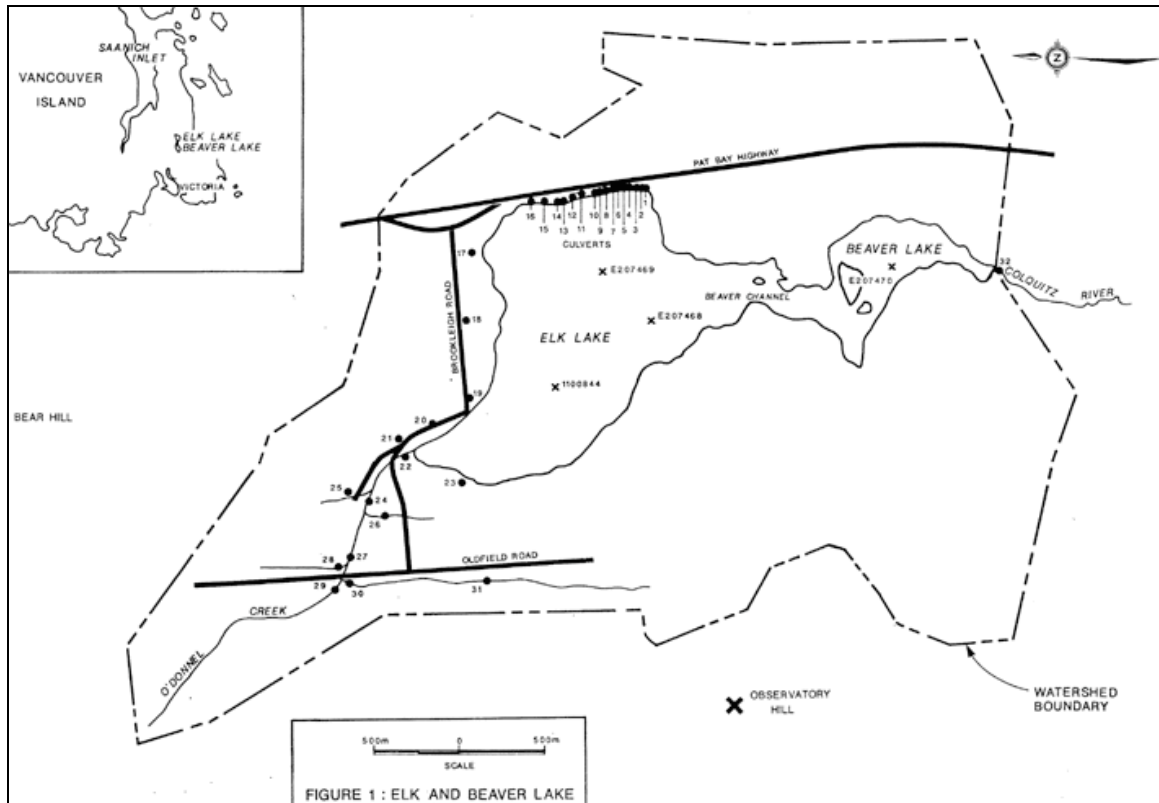 SAANICH
INLET
VANCOUVER
ISLAND
ELK LAKE
BEAVER LAKE
VICTORIA
Z
PAT BAY HIGHWAY
16
15
14
13
12
11
10
9
8
7
6
5
4
3
2
1
CULVERTS
17
18
19
BROOKLEIGH ROAD
E207469
BEAVER LAKE
E207470
32
COLQUITZ
RIVER
BEAVER CHANNEL
E207468
ELK LAKE
1100844
BEAR HILL
20
21
22
23
25
24
26
27
28
OLDFIELD ROAD
29
30
31
CREEK
O'DONNEL
OBSERVATORY
HILL
WATERSHED
BOUNDARY
500m 0 500m
SCALE
FIGURE 1 : ELK AND BEAVER LAKE